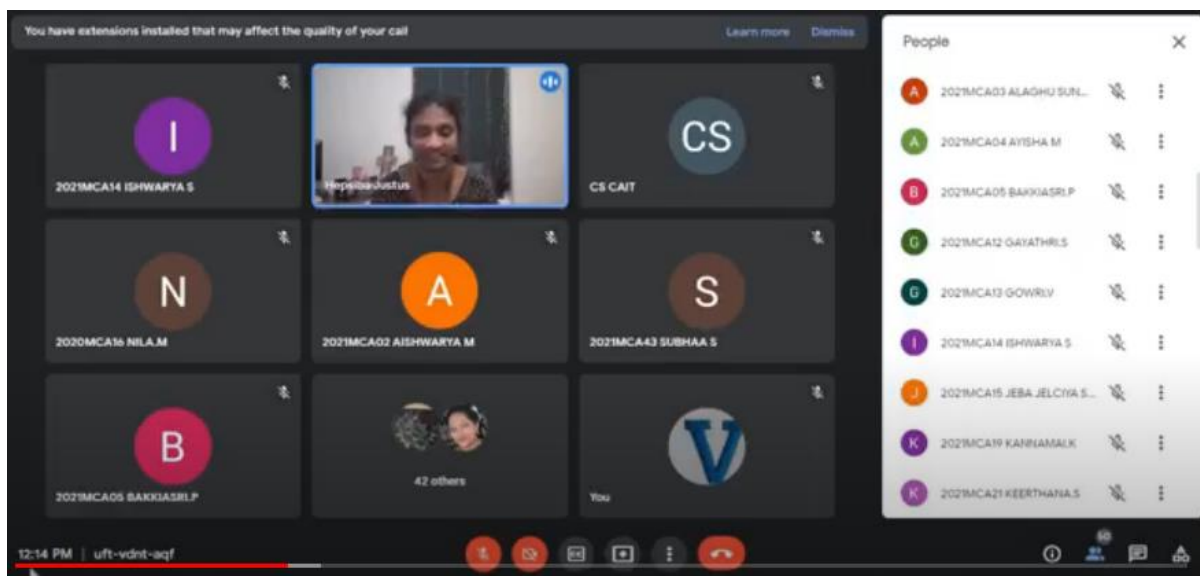 You have extensions installed that may affect the quality of your call
Learn more Dismiss
I
2021MCA14 ISHWARYA S
Hepsiba Justus
CS
CS CAIT
N
2020MCA16 NILA.M
A
2021MCA02 AISHWARYA M
S
2021MCA43 SUBHAA S
B
2021MCA05 BAKKIASRI.P
42 others
V
You
12:14 PM | uft-vdnt-aqf
People
A 2021MCA03 ALAGHU SUN...
A 2021MCA04 AYISHA M
B 2021MCA05 BAKKIASRI.P
G 2021MCA12 GAYATHRI.S
G 2021MCA13 GOWRI.V
I 2021MCA14 ISHWARYA S
J 2021MCA15 JEBA JELCIYA S...
K 2021MCA19 KANNAMAI.K
K 2021MCA21 KEERTHANA.S
50